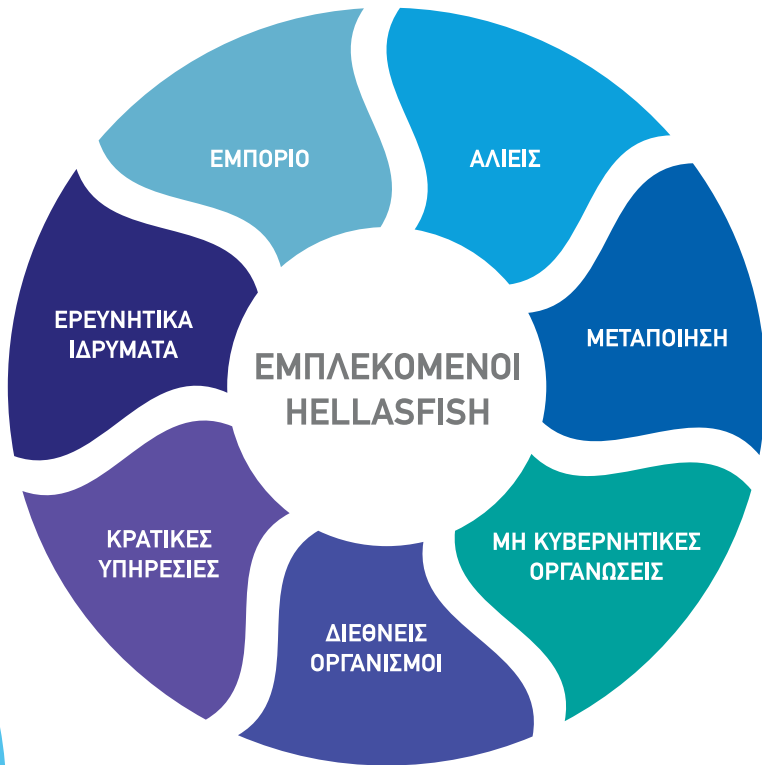 ΕΜΠΛΕΚΟΜΕΝΟΙ
HELLASFISH
ΑΛΙΕΙΣ
ΜΕΤΑΠΟΙΗΣΗ
ΜΗ ΚΥΒΕΡΝΗΤΙΚΕΣ
ΟΡΓΑΝΩΣΕΙΣ
ΔΙΕΘΝΕΙΣ
ΟΡΓΑΝΙΣΜΟΙ
ΚΡΑΤΙΚΕΣ
ΥΠΗΡΕΣΙΕΣ
ΕΡΕΥΝΗΤΙΚΑ
ΙΔΡΥΜΑΤΑ
ΕΜΠΟΡΙΟ